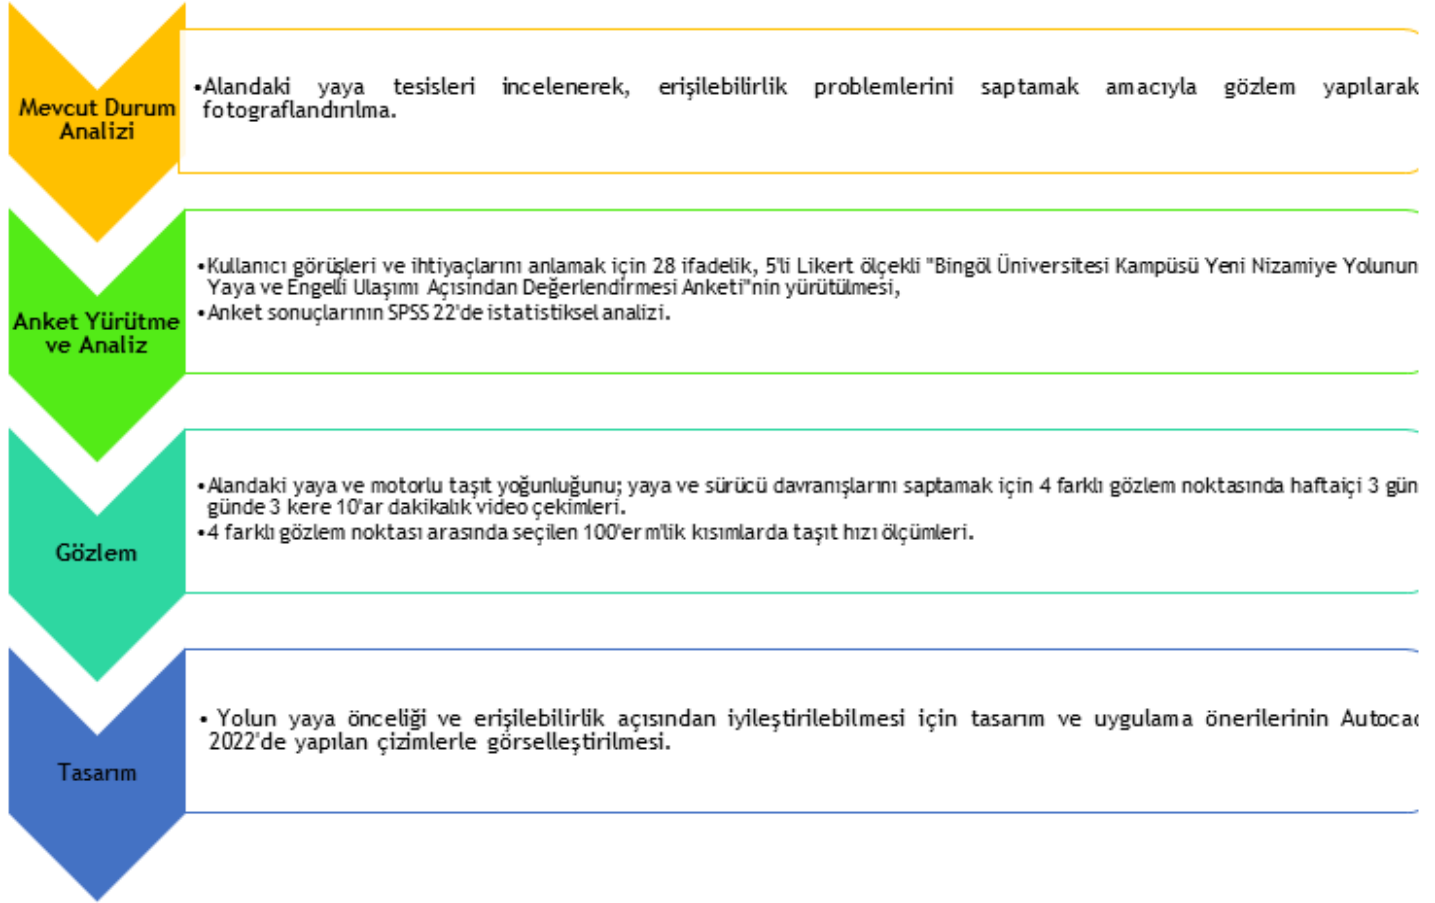 Mevcut Durum
Analizi
•Alandaki yaya tesisleri incelenerek, erişilebilirlik problemlerini saptamak amacıyla gözlem yapılarak
fotograflandırılma.
Anket Yürütme
ve Analiz
•Kullanıcı görüşleri ve ihtiyaçlarını anlamak için 28 ifadelik, 5'li Likert ölçekli "Bingöl Üniversitesi Kampüsü Yeni Nizamiye Yolunun
Yaya ve Engelli Ulaşımı Açısından Değerlendirmesi Anketi"nin yürütülmesi,
•Anket sonuçlarının SPSS 22'de istatistiksel analizi.
Gözlem
•Alandaki yaya ve motorlu taşıt yoğunluğunu; yaya ve sürücü davranışlarını saptamak için 4 farklı gözlem noktasında haftaiçi 3 gün
günde 3 kere 10'ar dakikalık video çekimleri.
•4 farklı gözlem noktası arasında seçilen 100'er m'lik kısımlarda taşıt hızı ölçümleri.
Tasarım
• Yolun yaya önceliği ve erişilebilirlik açısından iyileştirilebilmesi için tasarım ve uygulama önerilerinin Autocad
2022'de yapılan çizimlerle görselleştirilmesi.